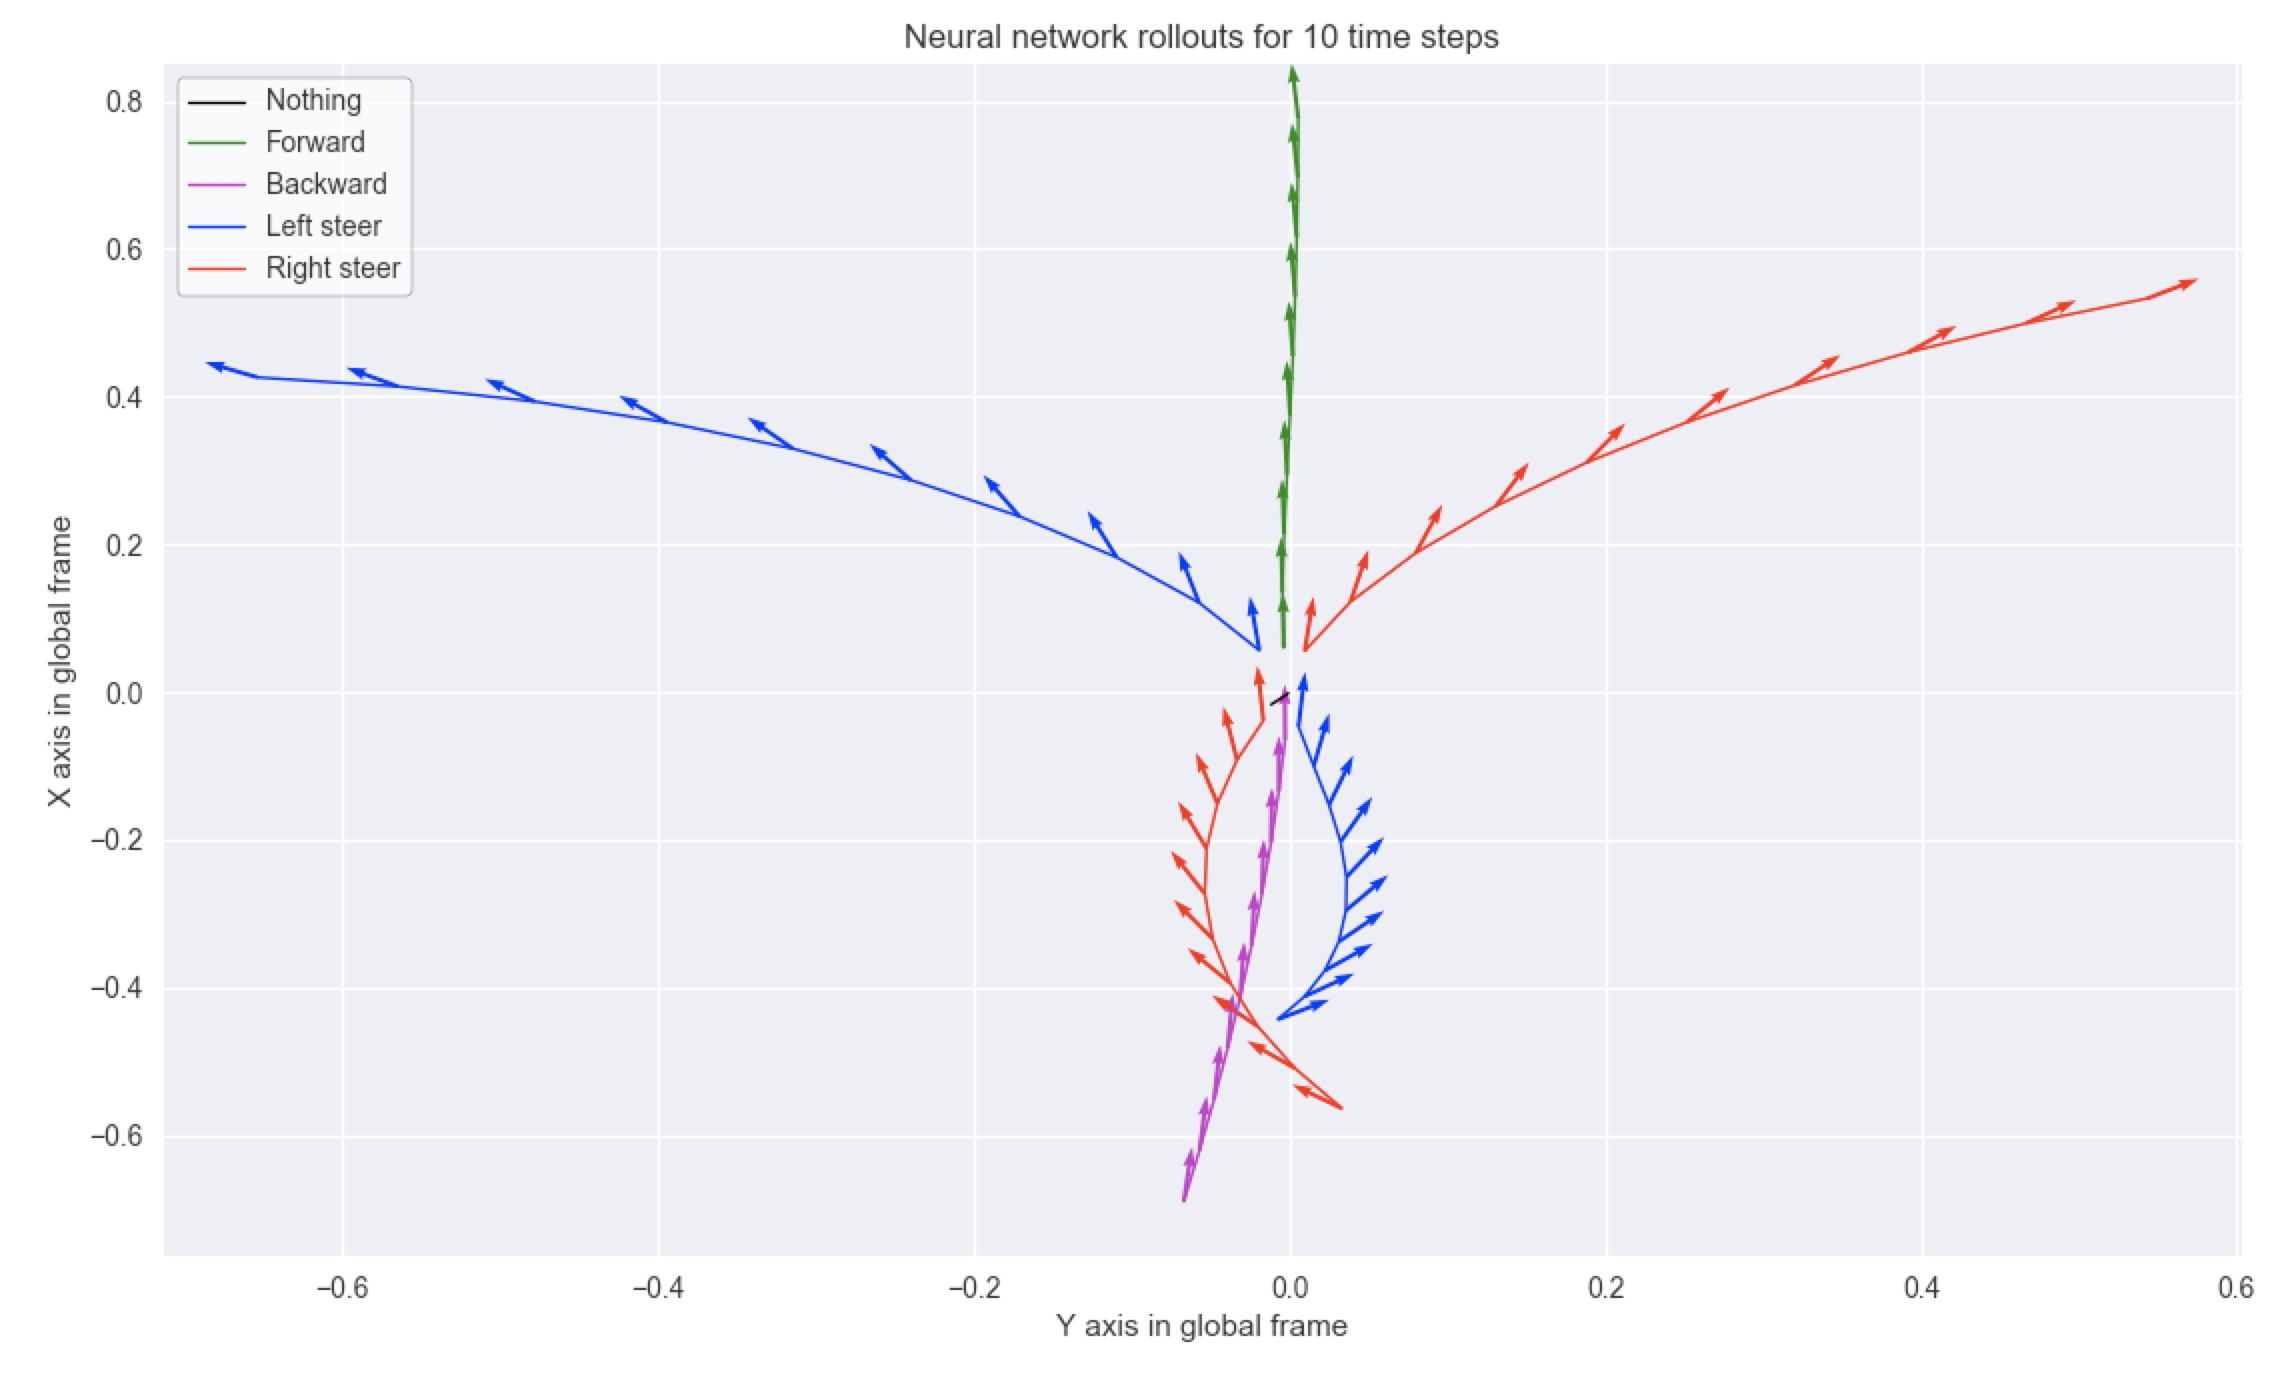 Neural network rollouts for 10 time steps
Nothing
Forward
Backward
Left steer
Right steer
0.8
0.6
0.4
0.2
0.0
−0.2
−0.4
−0.6
X axis in global frame
−0.6
−0.4
−0.2
0.0
0.2
0.4
0.6
Y axis in global frame